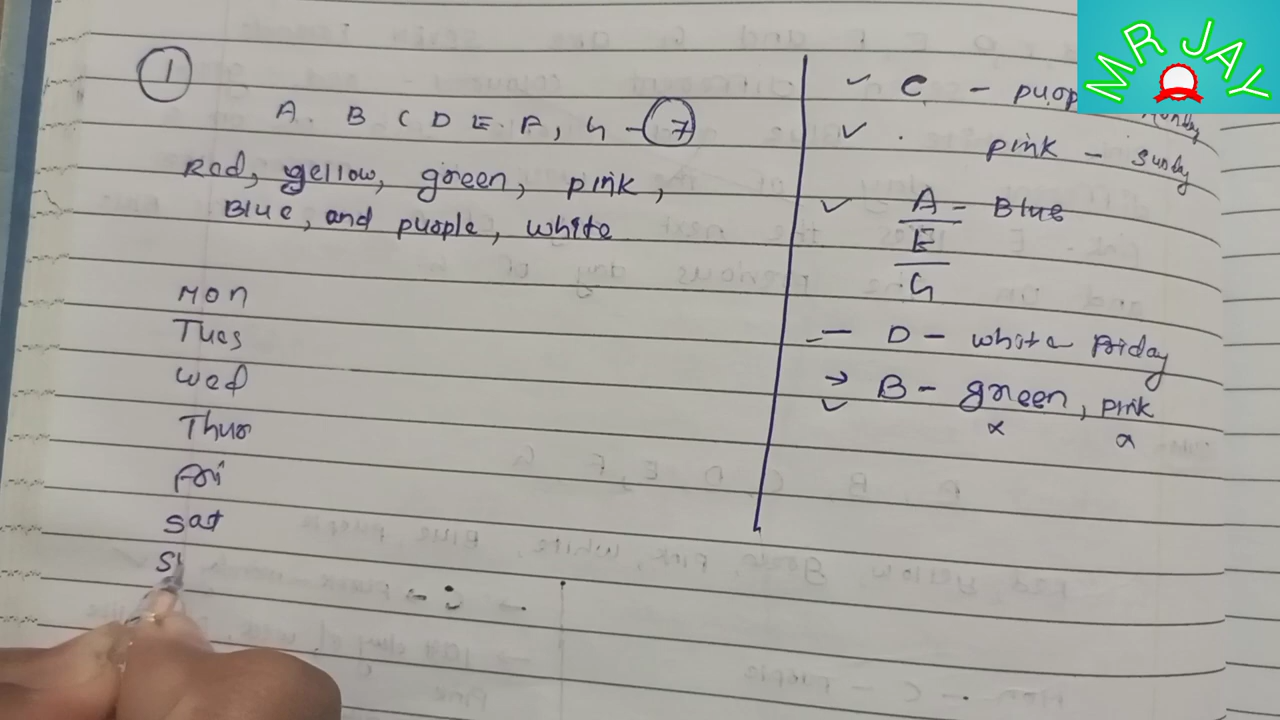 1
A B C D E F, G - 7
Red, yellow, green, pink,
Blue, and purple, white
Mon
Tues
Wed
Thur
Fri
Sat
S
C - purp
Monday
pink - Sunday
A - Blue
E
G
D - white Friday
B - green, pink
x x
MR JAY